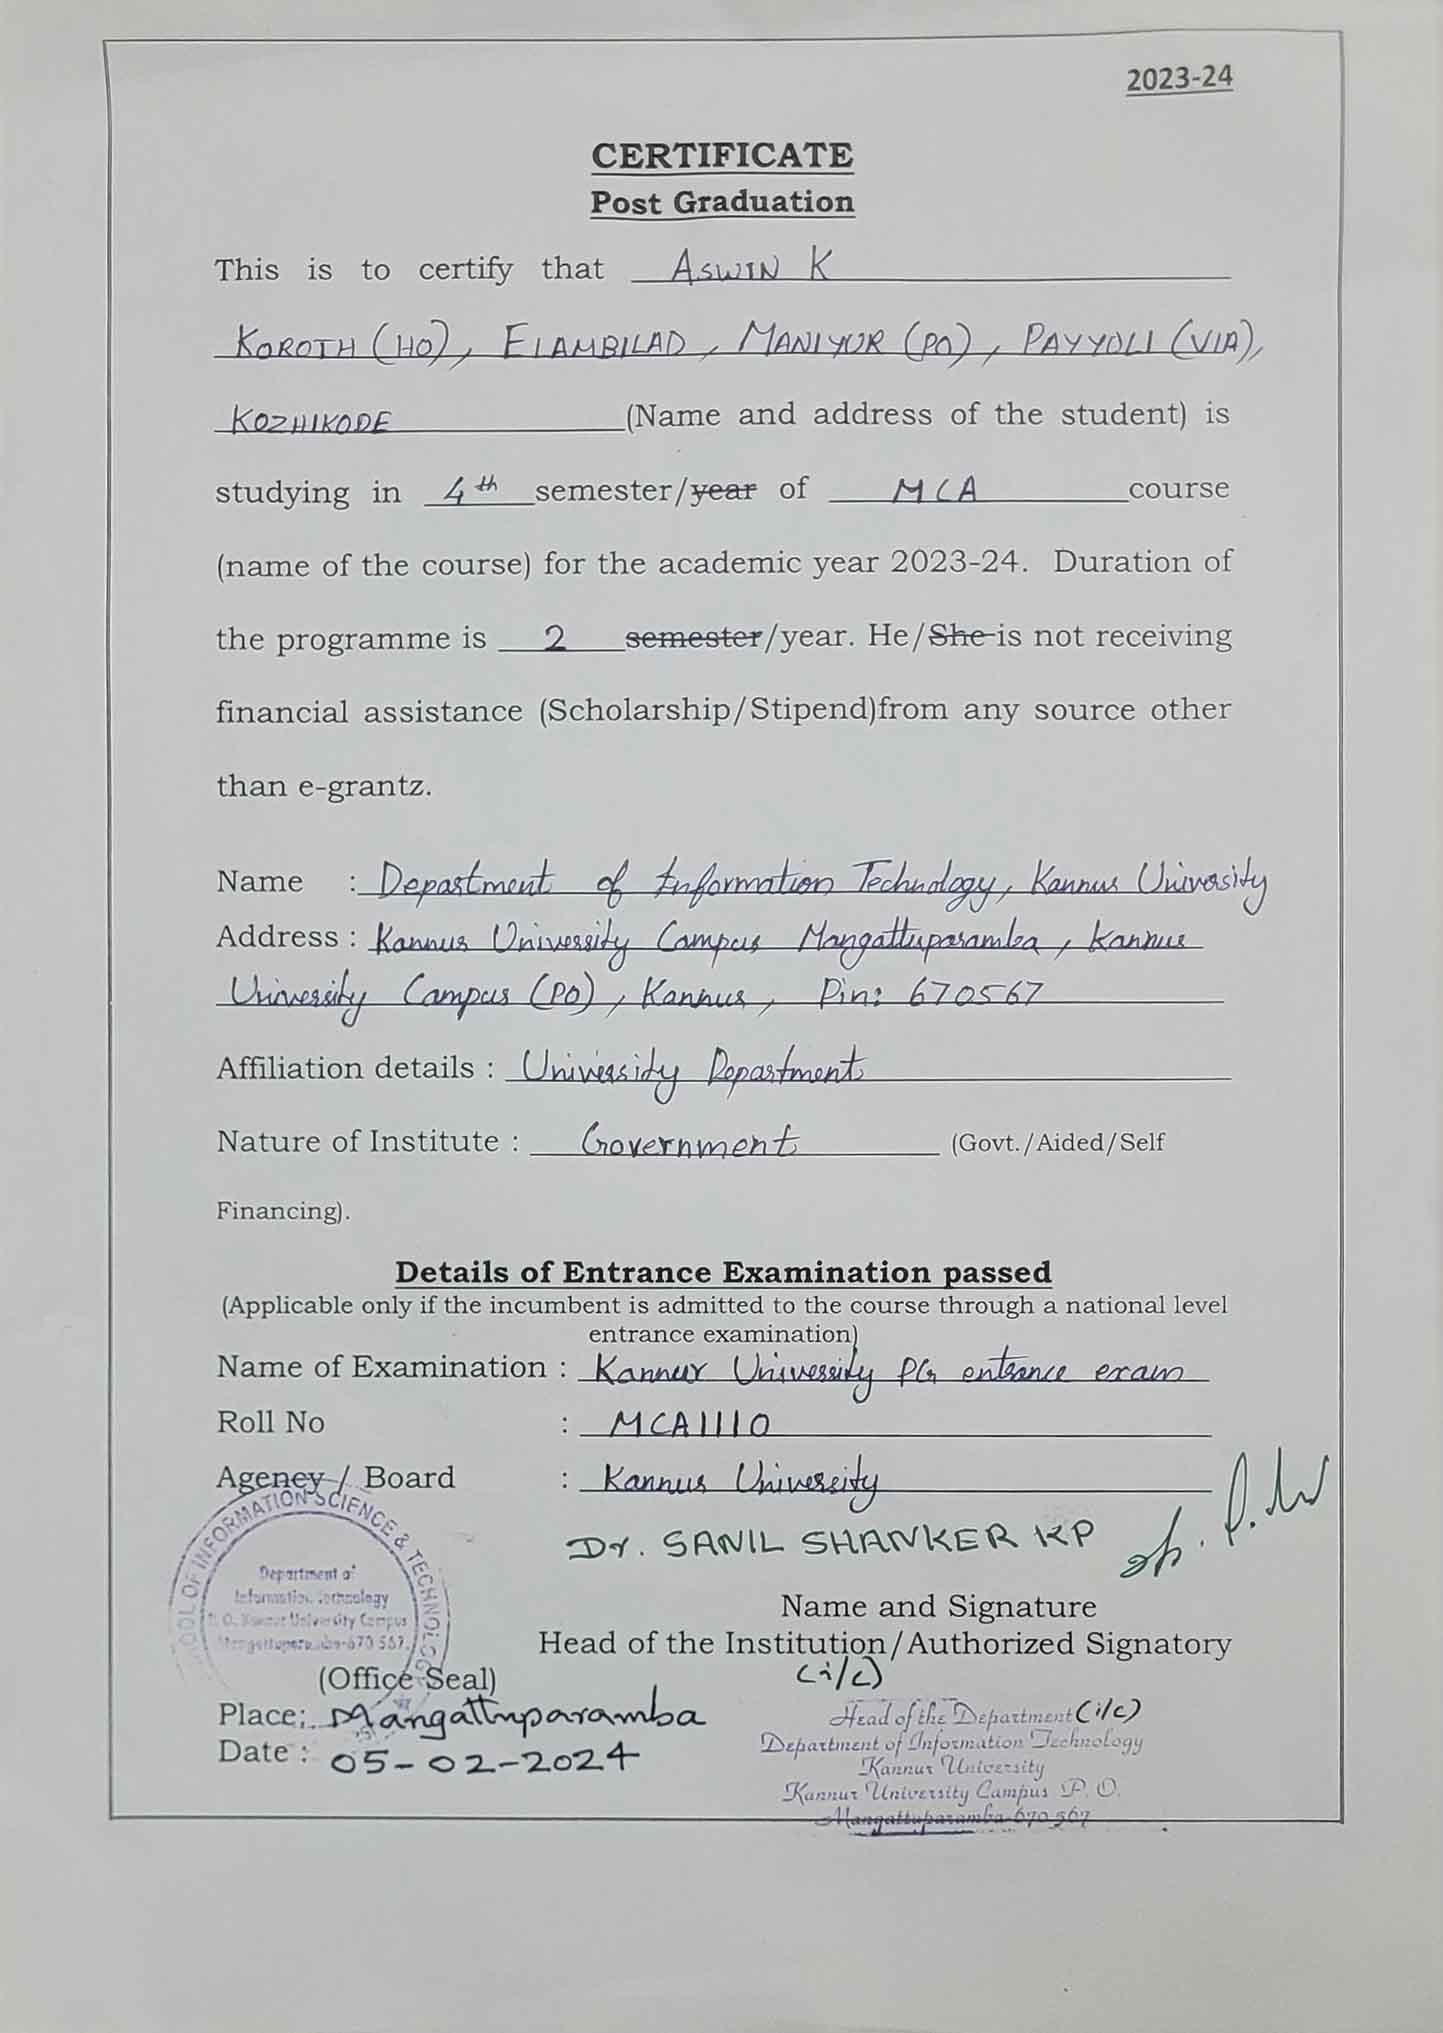 2023-24
CERTIFICATE
Post Graduation
This is to certify that ASWIN K
KOROTH (HO), ELAMBILAD, MANIYUR (PO), PAYYOLI (VIA),
KOZHIKODE (Name and address of the student) is
studying in 4th semester/year of MCA course
(name of the course) for the academic year 2023-24. Duration of
the programme is 2 semester/year. He/She is not receiving
financial assistance (Scholarship/Stipend)from any source other
than e-grantz.
Name : Department of Information Technology, Kannur University
Address : Kannur University Campus Mangattuparamba, Kannur
University Campus (PO), Kannur, Pin: 670567
Affiliation details : University Department
Nature of Institute : Government (Govt./Aided/Self
Financing).
Details of Entrance Examination passed
(Applicable only if the incumbent is admitted to the course through a national level
entrance examination)
Name of Examination : Kannur University PG entrance exam
Roll No : MCA1110
Agency / Board : Kannur University
Dr. SANIL SHANKER KP
Name and Signature
Head of the Institution/Authorized Signatory
(i/c)
OF INFORMATION SCIENCE & TECHNOLOGY
Department of
Information Technology
P. O. Kannur University Campus
Mangattuparamba-670 567.
(Office Seal)
Place: Mangattuparamba
Date : 05-02-2024
Head of the Department (i/c)
Department of Information Technology
Kannur University
Kannur University Campus P. O.
Mangattuparamba-670 567